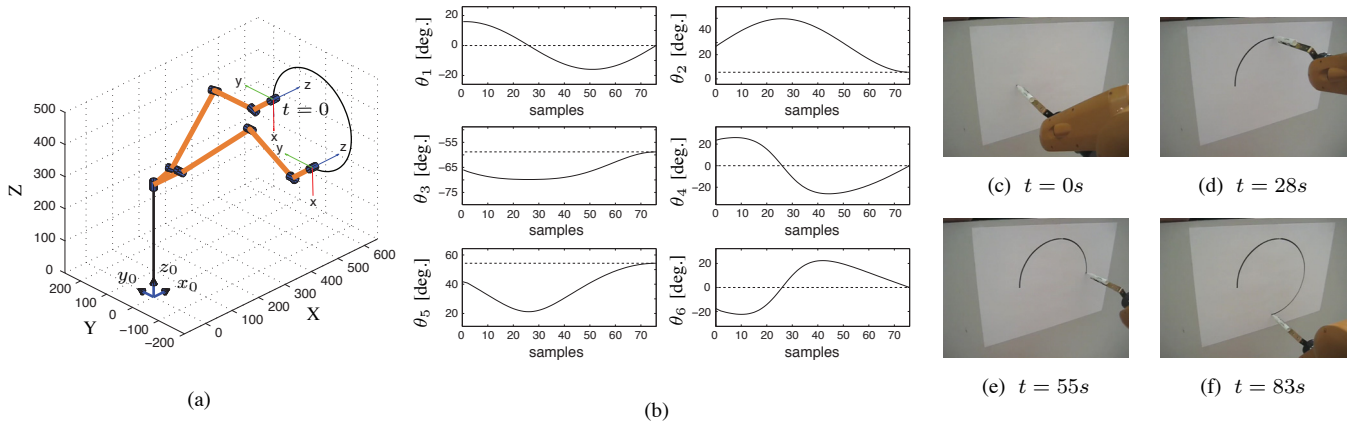 500
400
300
200
100
0
Z
200
100
0
−100
−200
Y
0
100
200
300
400
500
600
X
y
z
t = 0
x
y
z
x
z₀
y₀
x₀
(a)
θ₁ [deg.]
20
0
−20
0 10 20 30 40 50 60 70
samples
θ₂ [deg.]
40
20
0
0 10 20 30 40 50 60 70
samples
θ₃ [deg.]
−55
−65
−75
0 10 20 30 40 50 60 70
samples
θ₄ [deg.]
20
0
−20
0 10 20 30 40 50 60 70
samples
θ₅ [deg.]
60
40
20
0 10 20 30 40 50 60 70
samples
θ₆ [deg.]
20
0
−20
0 10 20 30 40 50 60 70
samples
(b)
(c) t = 0s
(d) t = 28s
(e) t = 55s
(f) t = 83s